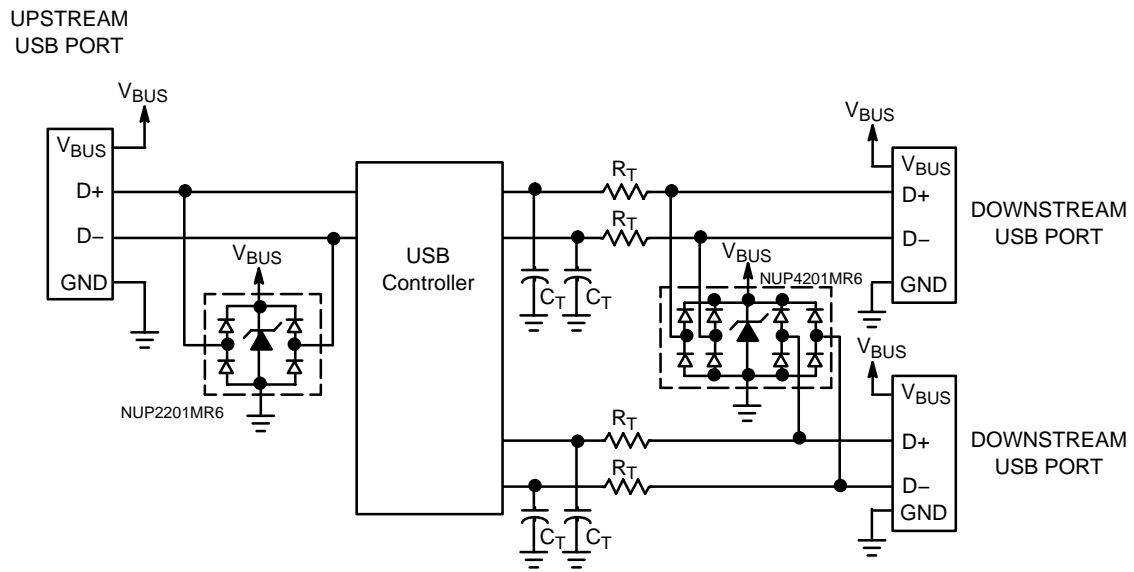 UPSTREAM
USB PORT
VBUS
VBUS
D+
D−
GND
VBUS
NUP2201MR6
USB
Controller
RT
RT
CT
CT
VBUS
NUP4201MR6
VBUS
VBUS
D+
D−
GND
DOWNSTREAM
USB PORT
RT
RT
CT
CT
VBUS
VBUS
D+
D−
GND
DOWNSTREAM
USB PORT